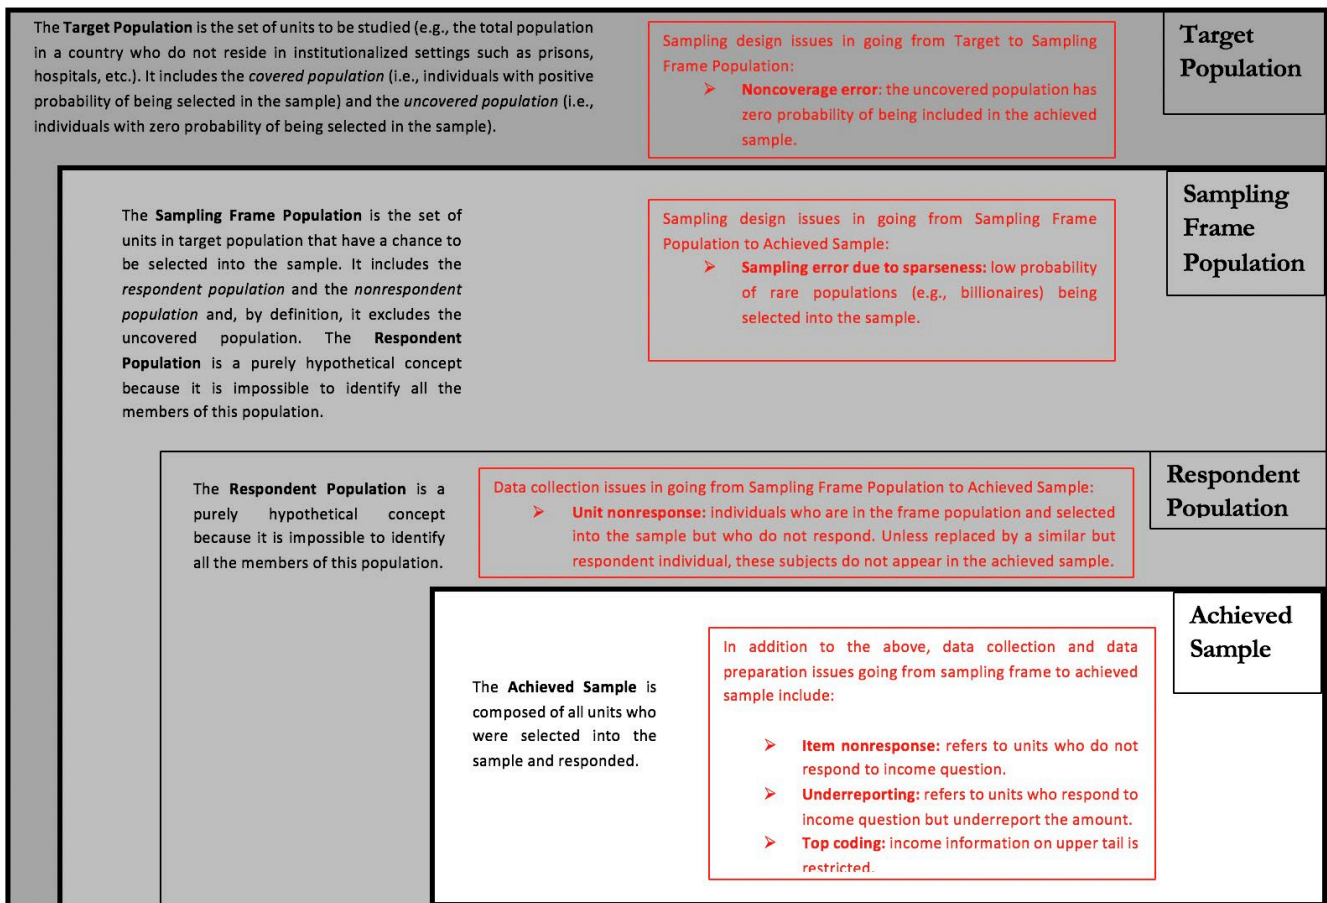 The Target Population is the set of units to be studied (e.g., the total population
in a country who do not reside in institutionalized settings such as prisons,
hospitals, etc.). It includes the covered population (i.e., individuals with positive
probability of being selected in the sample) and the uncovered population (i.e.,
individuals with zero probability of being selected in the sample).
Sampling design issues in going from Target to Sampling
Frame Population:
➢ Noncoverage error: the uncovered population has
zero probability of being included in the achieved
sample.
Target
Population
The Sampling Frame Population is the set of
units in target population that have a chance to
be selected into the sample. It includes the
respondent population and the nonrespondent
population and, by definition, it excludes the
uncovered population. The Respondent
Population is a purely hypothetical concept
because it is impossible to identify all the
members of this population.
Sampling design issues in going from Sampling Frame
Population to Achieved Sample:
➢ Sampling error due to sparseness: low probability
of rare populations (e.g., billionaires) being
selected into the sample.
Sampling
Frame
Population
The Respondent Population is a
purely hypothetical concept
because it is impossible to identify
all the members of this population.
Data collection issues in going from Sampling Frame Population to Achieved Sample:
➢ Unit nonresponse: individuals who are in the frame population and selected
into the sample but who do not respond. Unless replaced by a similar but
respondent individual, these subjects do not appear in the achieved sample.
Respondent
Population
The Achieved Sample is
composed of all units who
were selected into the
sample and responded.
In addition to the above, data collection and data
preparation issues going from sampling frame to achieved
sample include:
➢ Item nonresponse: refers to units who do not
respond to income question.
➢ Underreporting: refers to units who respond to
income question but underreport the amount.
➢ Top coding: income information on upper tail is
restricted.
Achieved
Sample